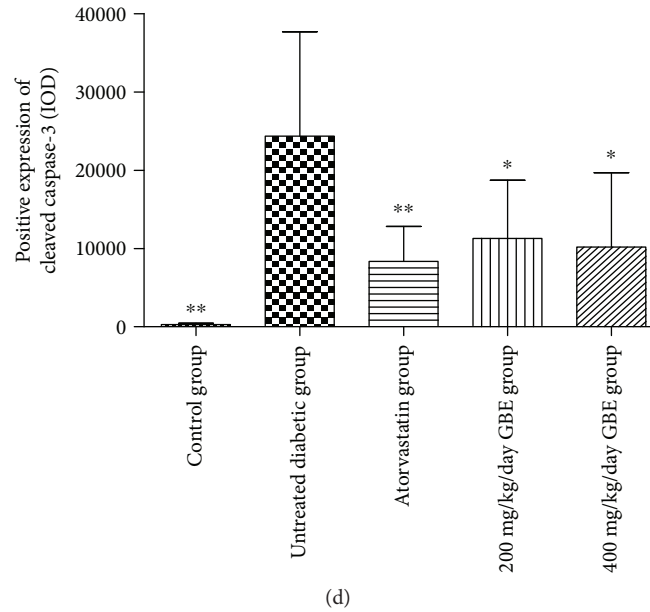 40000
30000
20000
10000
0
Positive expression of
cleaved caspase-3 (IOD)
**
**
*
*
Control group
Untreated diabetic group
Atorvastatin group
200 mg/kg/day GBE group
400 mg/kg/day GBE group
(d)